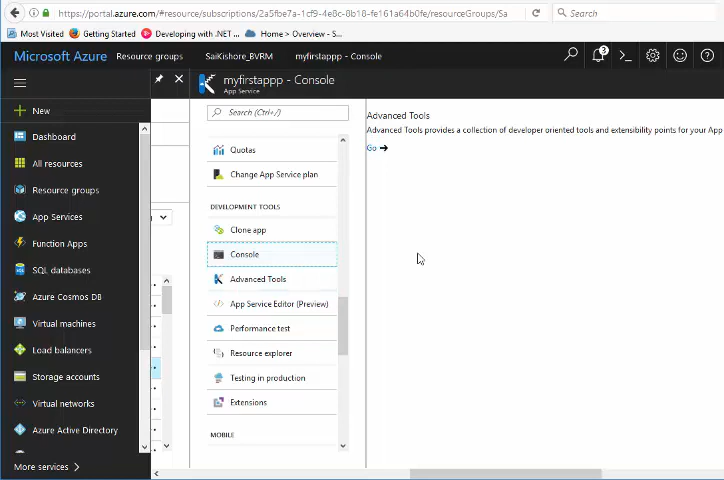 https://portal.azure.com/#resource/subscriptions/2a5fbe7a-1cf9-4e8c-8b18-fe161a64b0fe/resourceGroups/Sa
Search
Most Visited
Getting Started
Developing with .NET ...
Home > Overview - S...
Microsoft Azure
Resource groups
SaiKishore_BVRM
myfirstappp - Console
3
myfirstappp - Console
App Service
New
Dashboard
All resources
Resource groups
App Services
Function Apps
SQL databases
Azure Cosmos DB
Virtual machines
Load balancers
Storage accounts
Virtual networks
Azure Active Directory
More services
Search (Ctrl+/)
Quotas
Change App Service plan
DEVELOPMENT TOOLS
Clone app
Console
Advanced Tools
App Service Editor (Preview)
Performance test
Resource explorer
Testing in production
Extensions
MOBILE
Advanced Tools
Advanced Tools provides a collection of developer oriented tools and extensibility points for your App
Go